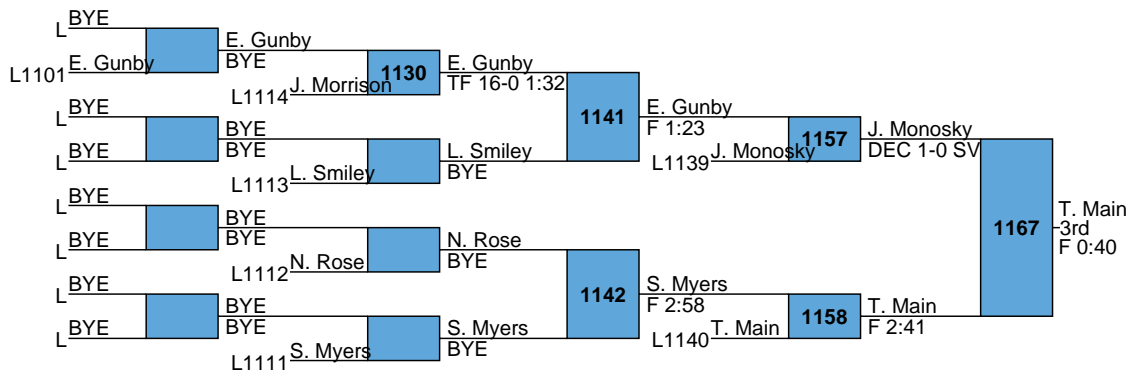 L BYE
L1101 E. Gunby
E. Gunby
BYE
L1114 J. Morrison
1130
E. Gunby
TF 16-0 1:32
L BYE
L BYE
BYE
BYE
L1113 L. Smiley
L. Smiley
BYE
1141
E. Gunby
F 1:23
L1139 J. Monosky
1157
J. Monosky
DEC 1-0 SV
L BYE
L BYE
BYE
BYE
L1112 N. Rose
N. Rose
BYE
L BYE
L BYE
BYE
BYE
L1111 S. Myers
S. Myers
BYE
1142
S. Myers
F 2:58
L1140 T. Main
1158
T. Main
F 2:41
1167
T. Main
3rd
F 0:40